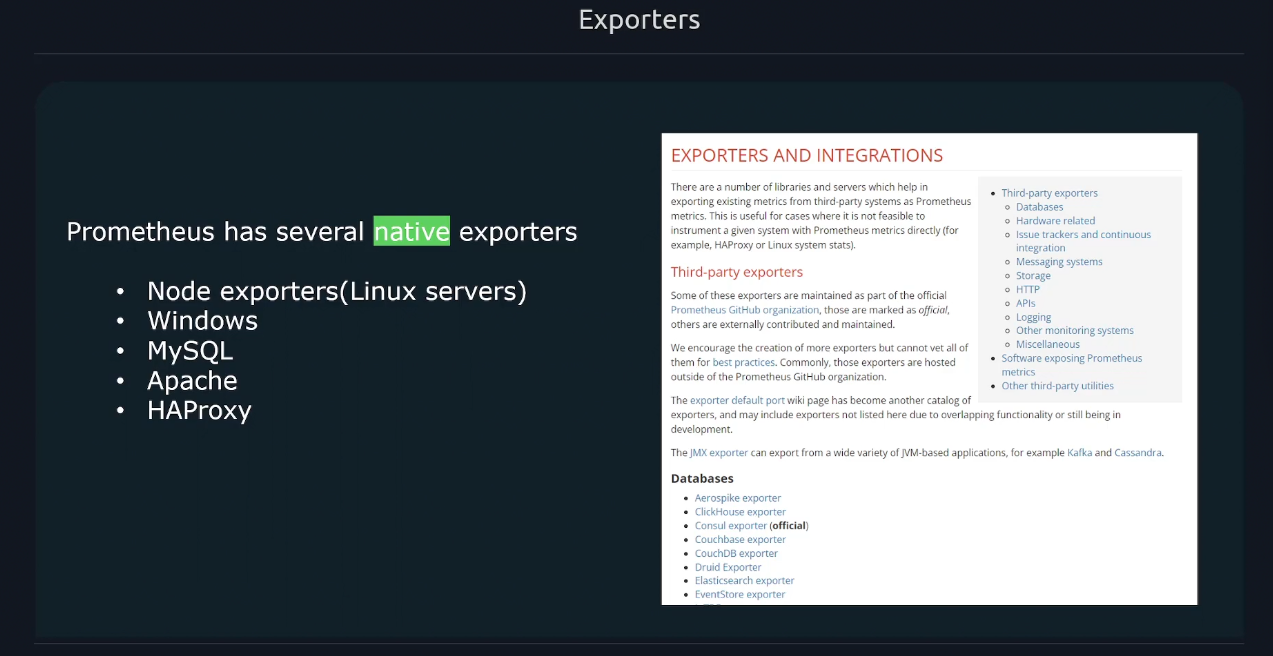 Exporters
Prometheus has several native exporters
• Node exporters(Linux servers)
• Windows
• MySQL
• Apache
• HAProxy
EXPORTERS AND INTEGRATIONS
There are a number of libraries and servers which help in
exporting existing metrics from third-party systems as Prometheus
metrics. This is useful for cases where it is not feasible to
instrument a given system with Prometheus metrics directly (for
example, HAProxy or Linux system stats).
Third-party exporters
Some of these exporters are maintained as part of the official
Prometheus GitHub organization, those are marked as official,
others are externally contributed and maintained.
We encourage the creation of more exporters but cannot vet all of
them for best practices. Commonly, those exporters are hosted
outside of the Prometheus GitHub organization.
The exporter default port wiki page has become another catalog of
exporters, and may include exporters not listed here due to overlapping functionality or still being in
development.
The JMX exporter can export from a wide variety of JVM-based applications, for example Kafka and Cassandra.
• Third-party exporters
Databases
Hardware related
Issue trackers and continuous
integration
Messaging systems
Storage
HTTP
APIs
Logging
Other monitoring systems
Miscellaneous
• Software exposing Prometheus
metrics
• Other third-party utilities
Databases
• Aerospike exporter
• ClickHouse exporter
• Consul exporter (official)
• Couchbase exporter
• CouchDB exporter
• Druid Exporter
• Elasticsearch exporter
• EventStore exporter